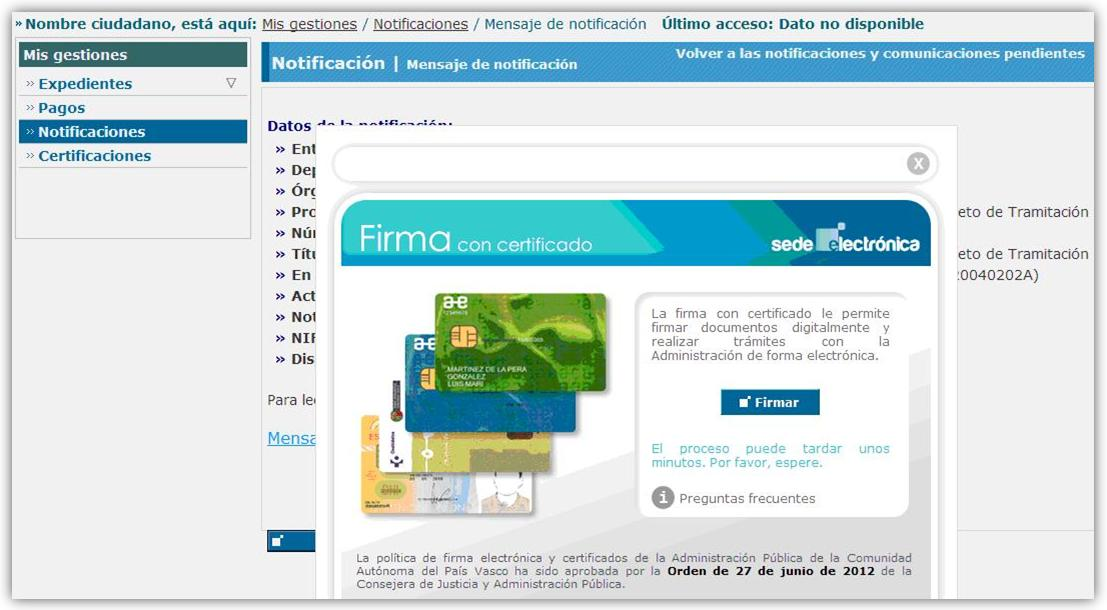 » Nombre ciudadano, está aquí: Mis gestiones / Notificaciones / Mensaje de notificación Último acceso: Dato no disponible
Mis gestiones
» Expedientes
» Pagos
» Notificaciones
» Certificaciones
Notificación | Mensaje de notificación
Volver a las notificaciones y comunicaciones pendientes
Datos de la notificación:
» Ent
» Dep
» Órg
» Pro
eto de Tramitación
» Núm
» Títu
eto de Tramitación
» En
20040202A)
» Act
» Not
» NIF
» Dis
Para le
Mensa
X
Firma con certificado
sede electrónica
MARTINEZ DE LA PERA
GONZALEZ
LUIS MARI
La firma con certificado le permite
firmar documentos digitalmente y
realizar trámites con la
Administración de forma electrónica.
Firmar
El proceso puede tardar unos
minutos. Por favor, espere.
i Preguntas frecuentes
La política de firma electrónica y certificados de la Administración Pública de la Comunidad
Autónoma del País Vasco ha sido aprobada por la Orden de 27 de junio de 2012 de la
Consejera de Justicia y Administración Pública.